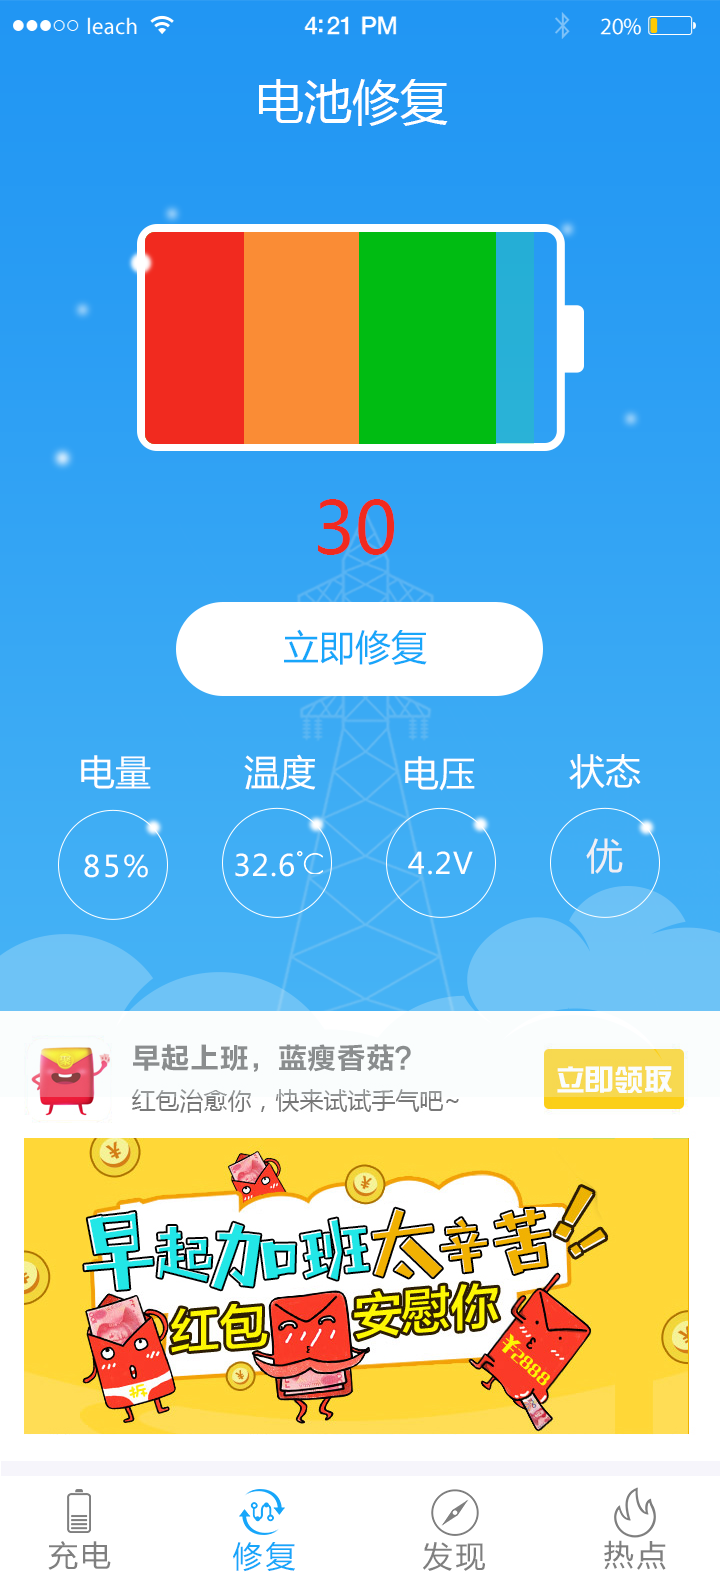 leach 4:21 PM 20%
电池修复
30
立即修复
电量 温度 电压 状态
85% 32.6℃ 4.2V 优
早起上班，蓝瘦香菇？
红包治愈你，快来试试手气吧~
立即领取
早起加班太辛苦!!
红包 安慰你
折
¥2888
充电 修复 发现 热点